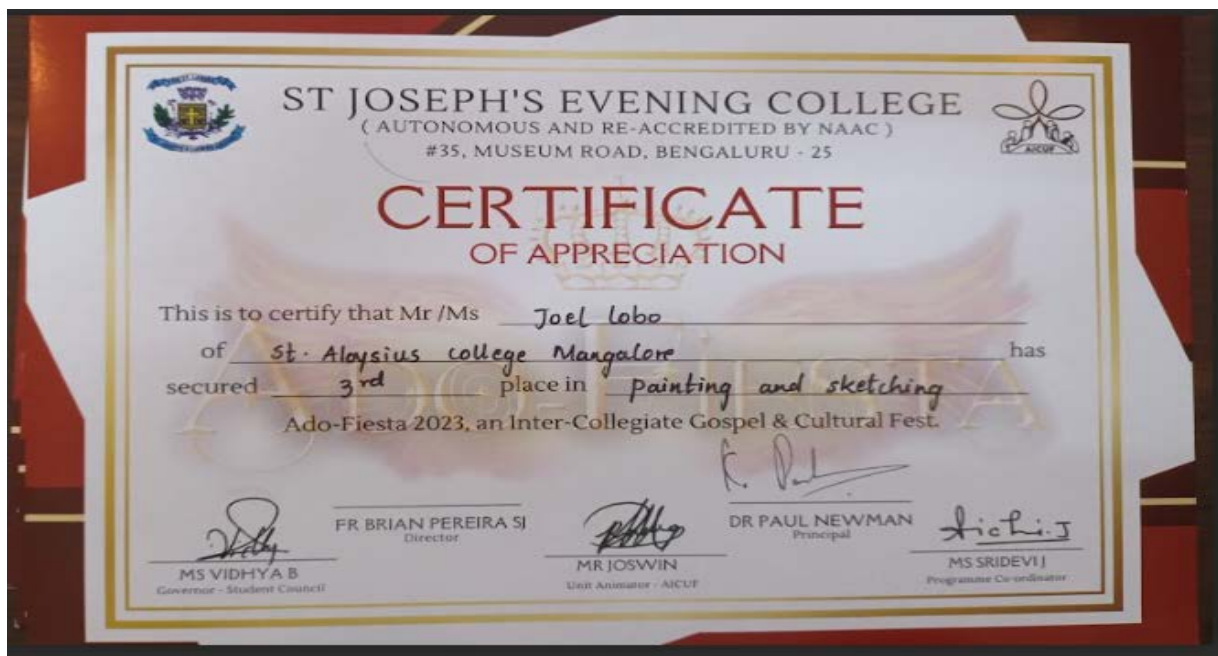 ST JOSEPH'S EVENING COLLEGE
( AUTONOMOUS AND RE-ACCREDITED BY NAAC )
#35, MUSEUM ROAD, BENGALURU - 25
AICUF
CERTIFICATE
OF APPRECIATION
This is to certify that Mr /Ms Joel Lobo
of St. Aloysius college Mangalore has
secured 3rd place in painting and sketching
Ado-Fiesta 2023, an Inter-Collegiate Gospel & Cultural Fest.
ADO-FIESTA
FR BRIAN PEREIRA SJ
Director
DR PAUL NEWMAN
Principal
MS VIDHYA B
Governor - Student Council
MR JOSWIN
Unit Animator - AICUF
MS SRIDEVI J
Programme Co-ordinator